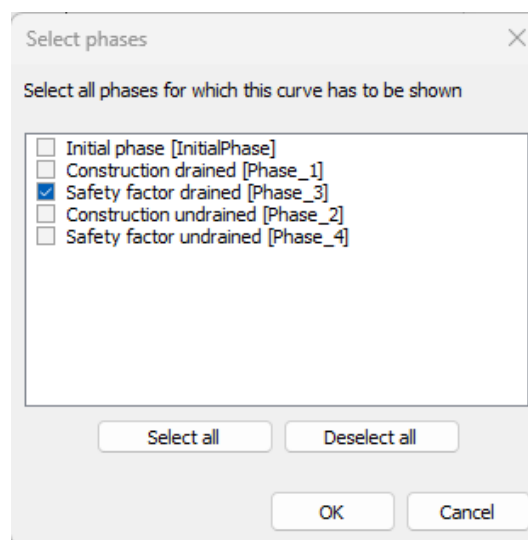 Select phases
Select all phases for which this curve has to be shown
Initial phase [InitialPhase]
Construction drained [Phase_1]
Safety factor drained [Phase_3]
Construction undrained [Phase_2]
Safety factor undrained [Phase_4]
Select all
Deselect all
OK
Cancel